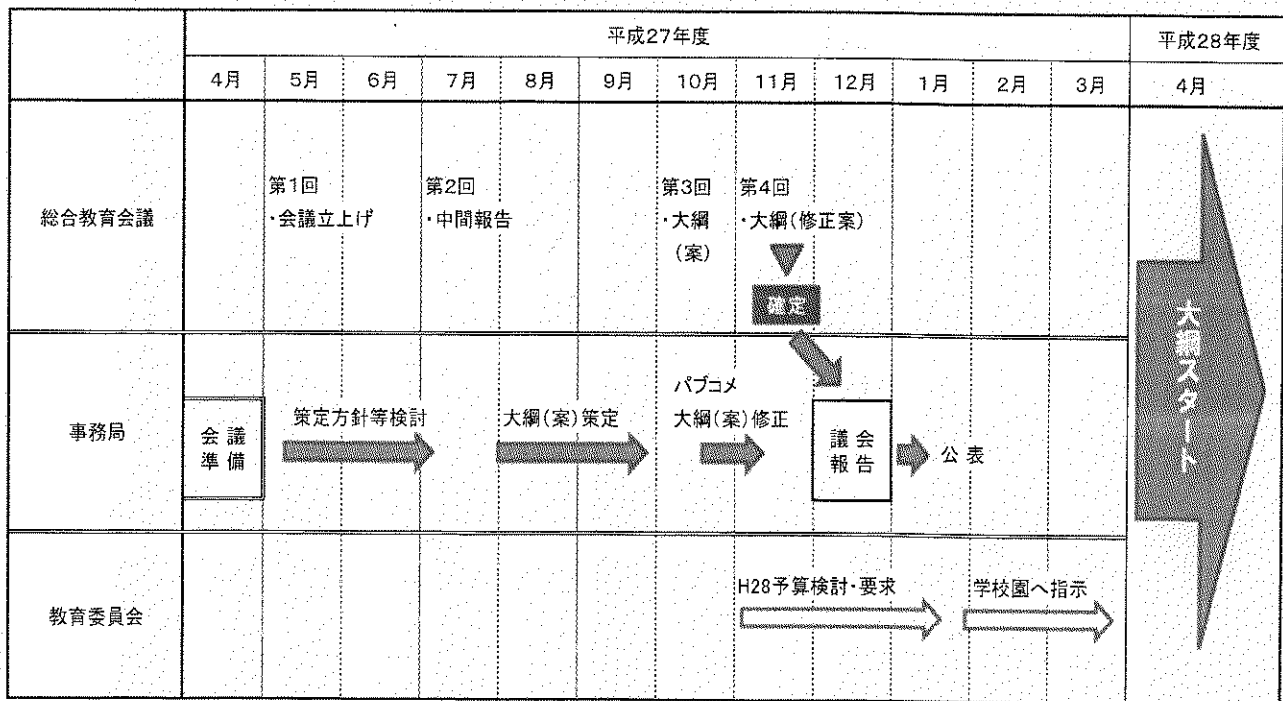 平成27年度
平成28年度
4月 5月 6月 7月 8月 9月 10月 11月 12月 1月 2月 3月 4月
総合教育会議
第1回
・会議立上げ
第2回
・中間報告
第3回
・大綱
(案)
第4回
・大綱(修正案)
確定
事務局
会議
準備
策定方針等検討
大綱(案)策定
パブコメ
大綱(案)修正
議会
報告
公表
教育委員会
H28予算検討・要求
学校園へ指示
大綱スタート